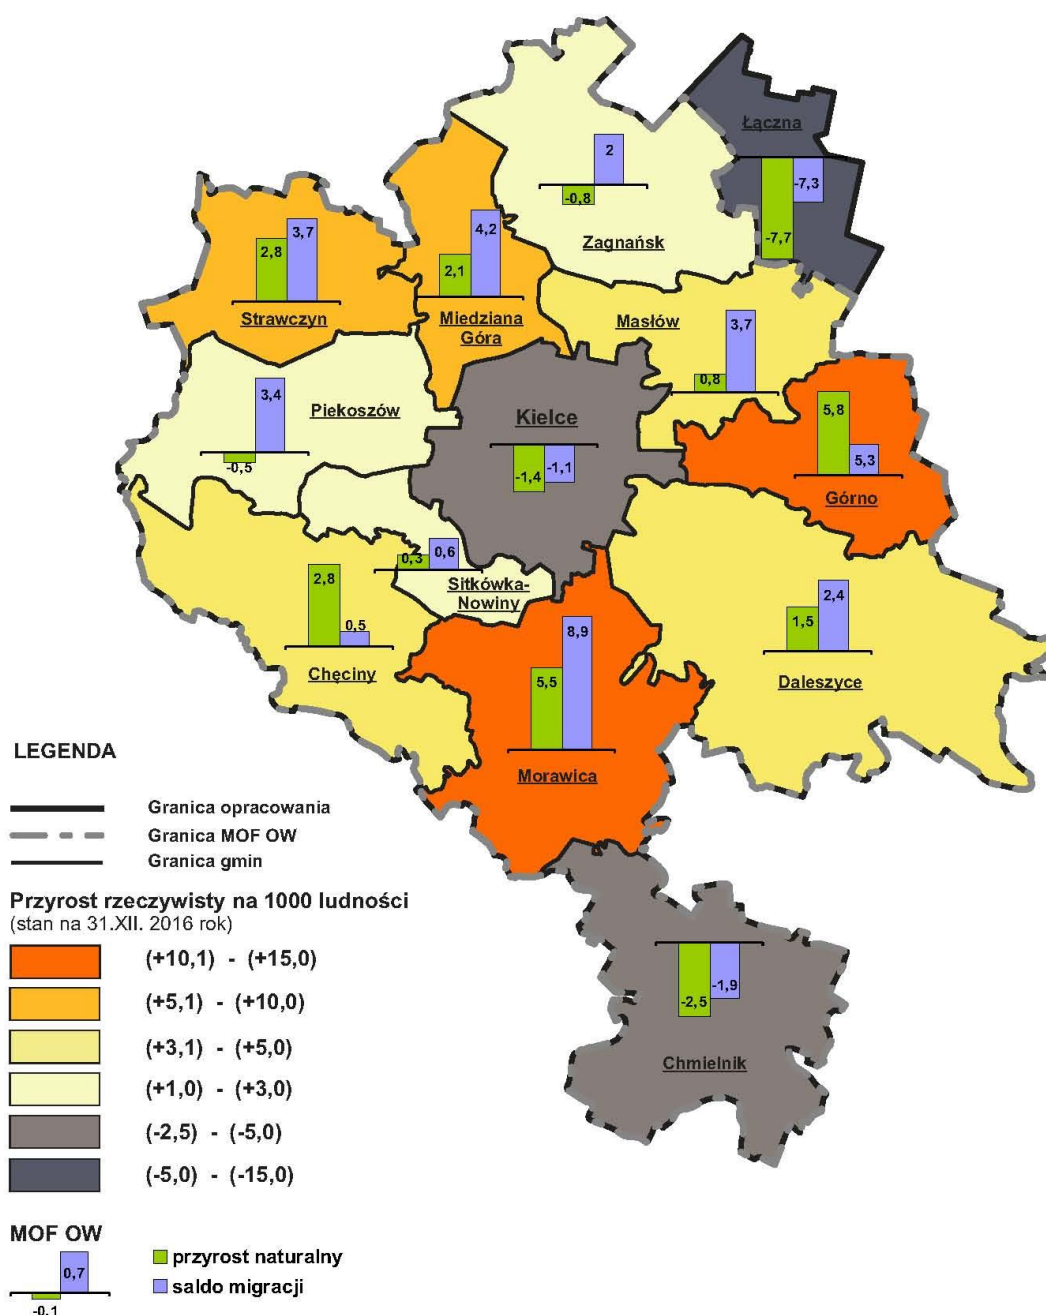 Łączna
-7,7
-7,3
Zagnańsk
-0,8
2
Strawczyn
2,8
3,7
Miedziana
Góra
2,1
4,2
Masłów
0,8
3,7
Piekoszów
-0,5
3,4
Kielce
-1,4
-1,1
Górno
5,8
5,3
Sitkówka-
Nowiny
0,3
0,6
Chęciny
2,8
0,5
Daleszyce
1,5
2,4
Morawica
5,5
8,9
Chmielnik
-2,5
-1,9
LEGENDA
Granica opracowania
Granica MOF OW
Granica gmin
Przyrost rzeczywisty na 1000 ludności
(stan na 31.XII. 2016 rok)
(+10,1) - (+15,0)
(+5,1) - (+10,0)
(+3,1) - (+5,0)
(+1,0) - (+3,0)
(-2,5) - (-5,0)
(-5,0) - (-15,0)
MOF OW
0,7
-0,1
przyrost naturalny
saldo migracji